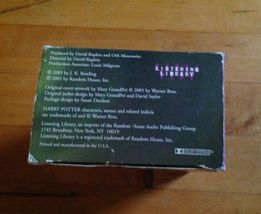 Produced by David Rapkin and Orli Moscowitz
Directed by David Rapkin
Production Associate: Louis Milgrom
LISTENING
LIBRARY
© 2005 by J. K. Rowling
© 2005 by Random House, Inc.
Original cover artwork by Mary GrandPré © 2005 by Warner Bros.
Original jacket design by Mary GrandPré and David Saylor
Package design by Susan Daulton
HARRY POTTER characters, names and related indicia
are trademarks of and © Warner Bros.
Listening Library, an imprint of the Random House Audio Publishing Group
1745 Broadway, New York, NY 10019
Listening Library is a registered trademark of Random House, Inc.
Printed and manufactured in the U.S.A.